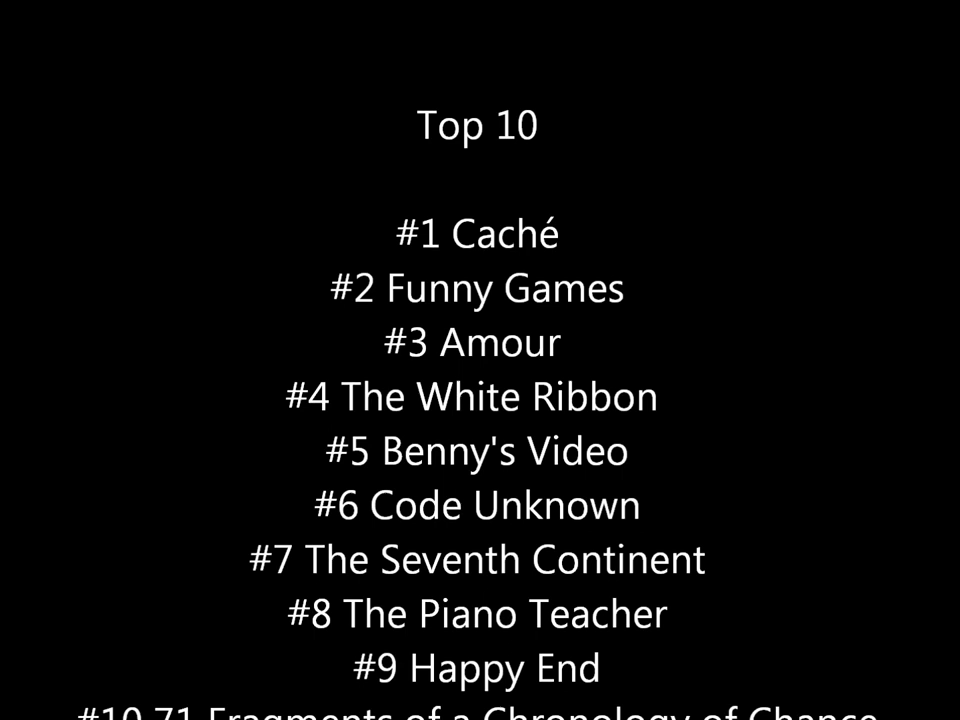 Top 10
#1 Caché
#2 Funny Games
#3 Amour
#4 The White Ribbon
#5 Benny's Video
#6 Code Unknown
#7 The Seventh Continent
#8 The Piano Teacher
#9 Happy End
#10 71 Fragments of a Chronology of Chance